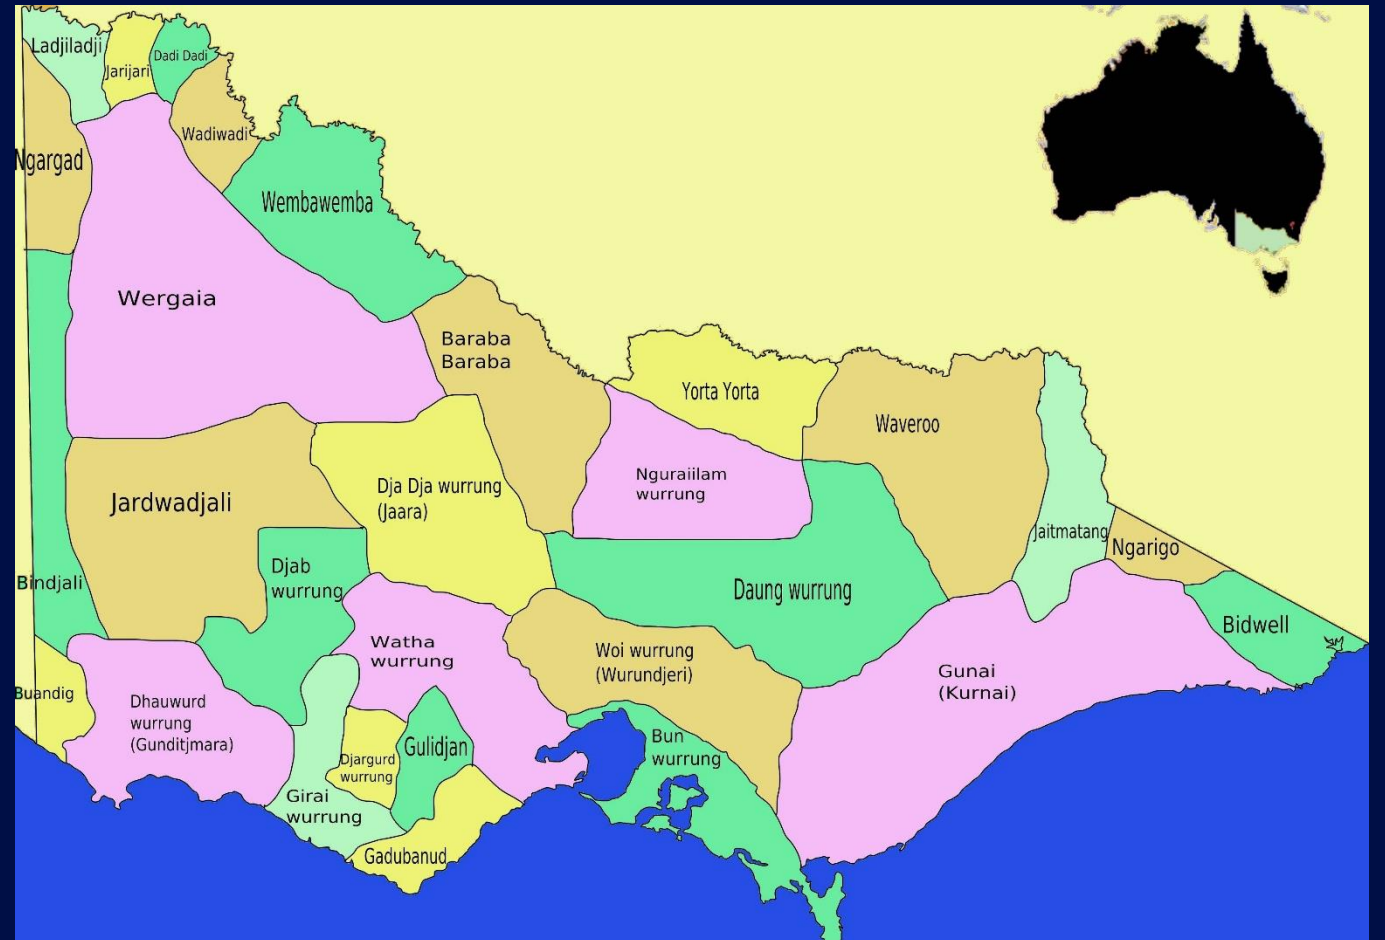 Ladjiladji
Jarijari
Dadi Dadi
Wadiwadi
Ngargad
Wembawemba
Wergaia
Baraba
Baraba
Yorta Yorta
Waveroo
Nguraiilam
wurrung
Dja Dja wurrung
(Jaara)
Jardwadjali
Jaitmatang
Ngarigo
Bindjali
Djab
wurrung
Daung wurrung
Bidwell
Watha
wurrung
Woi wurrung
(Wurundjeri)
Gunai
(Kurnai)
Buandig
Dhauwurd
wurrung
(Gunditjmara)
Djargurd
wurrung
Gulidjan
Bun
wurrung
Girai
wurrung
Gadubanud